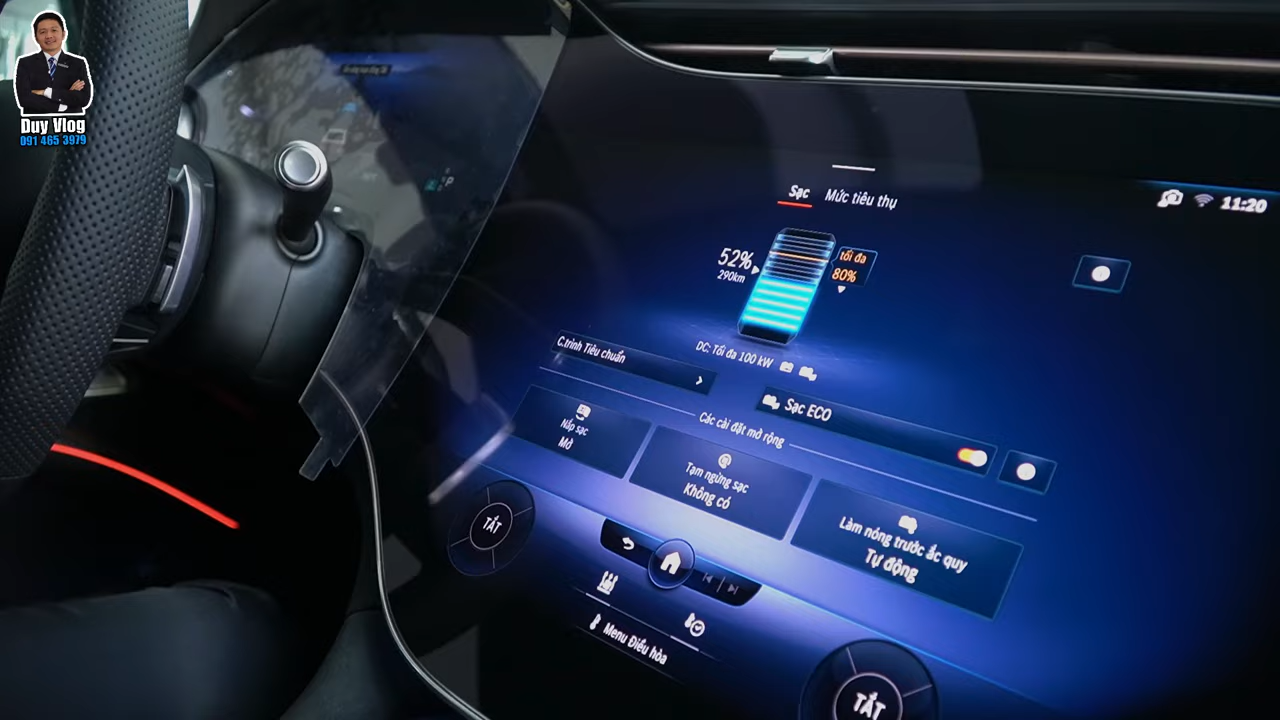 Duy Vlog
091 465 3979
P
Sạc
Mức tiêu thụ
11:20
52%
290km
tối đa
80%
DC: Tối đa 100 kW
C.trình Tiêu chuẩn
Sạc ECO
Các cài đặt mở rộng
Nắp sạc
Mở
Tạm ngừng sạc
Không có
Làm nóng trước ắc quy
Tự động
TẮT
Menu Điều hòa
TẮT